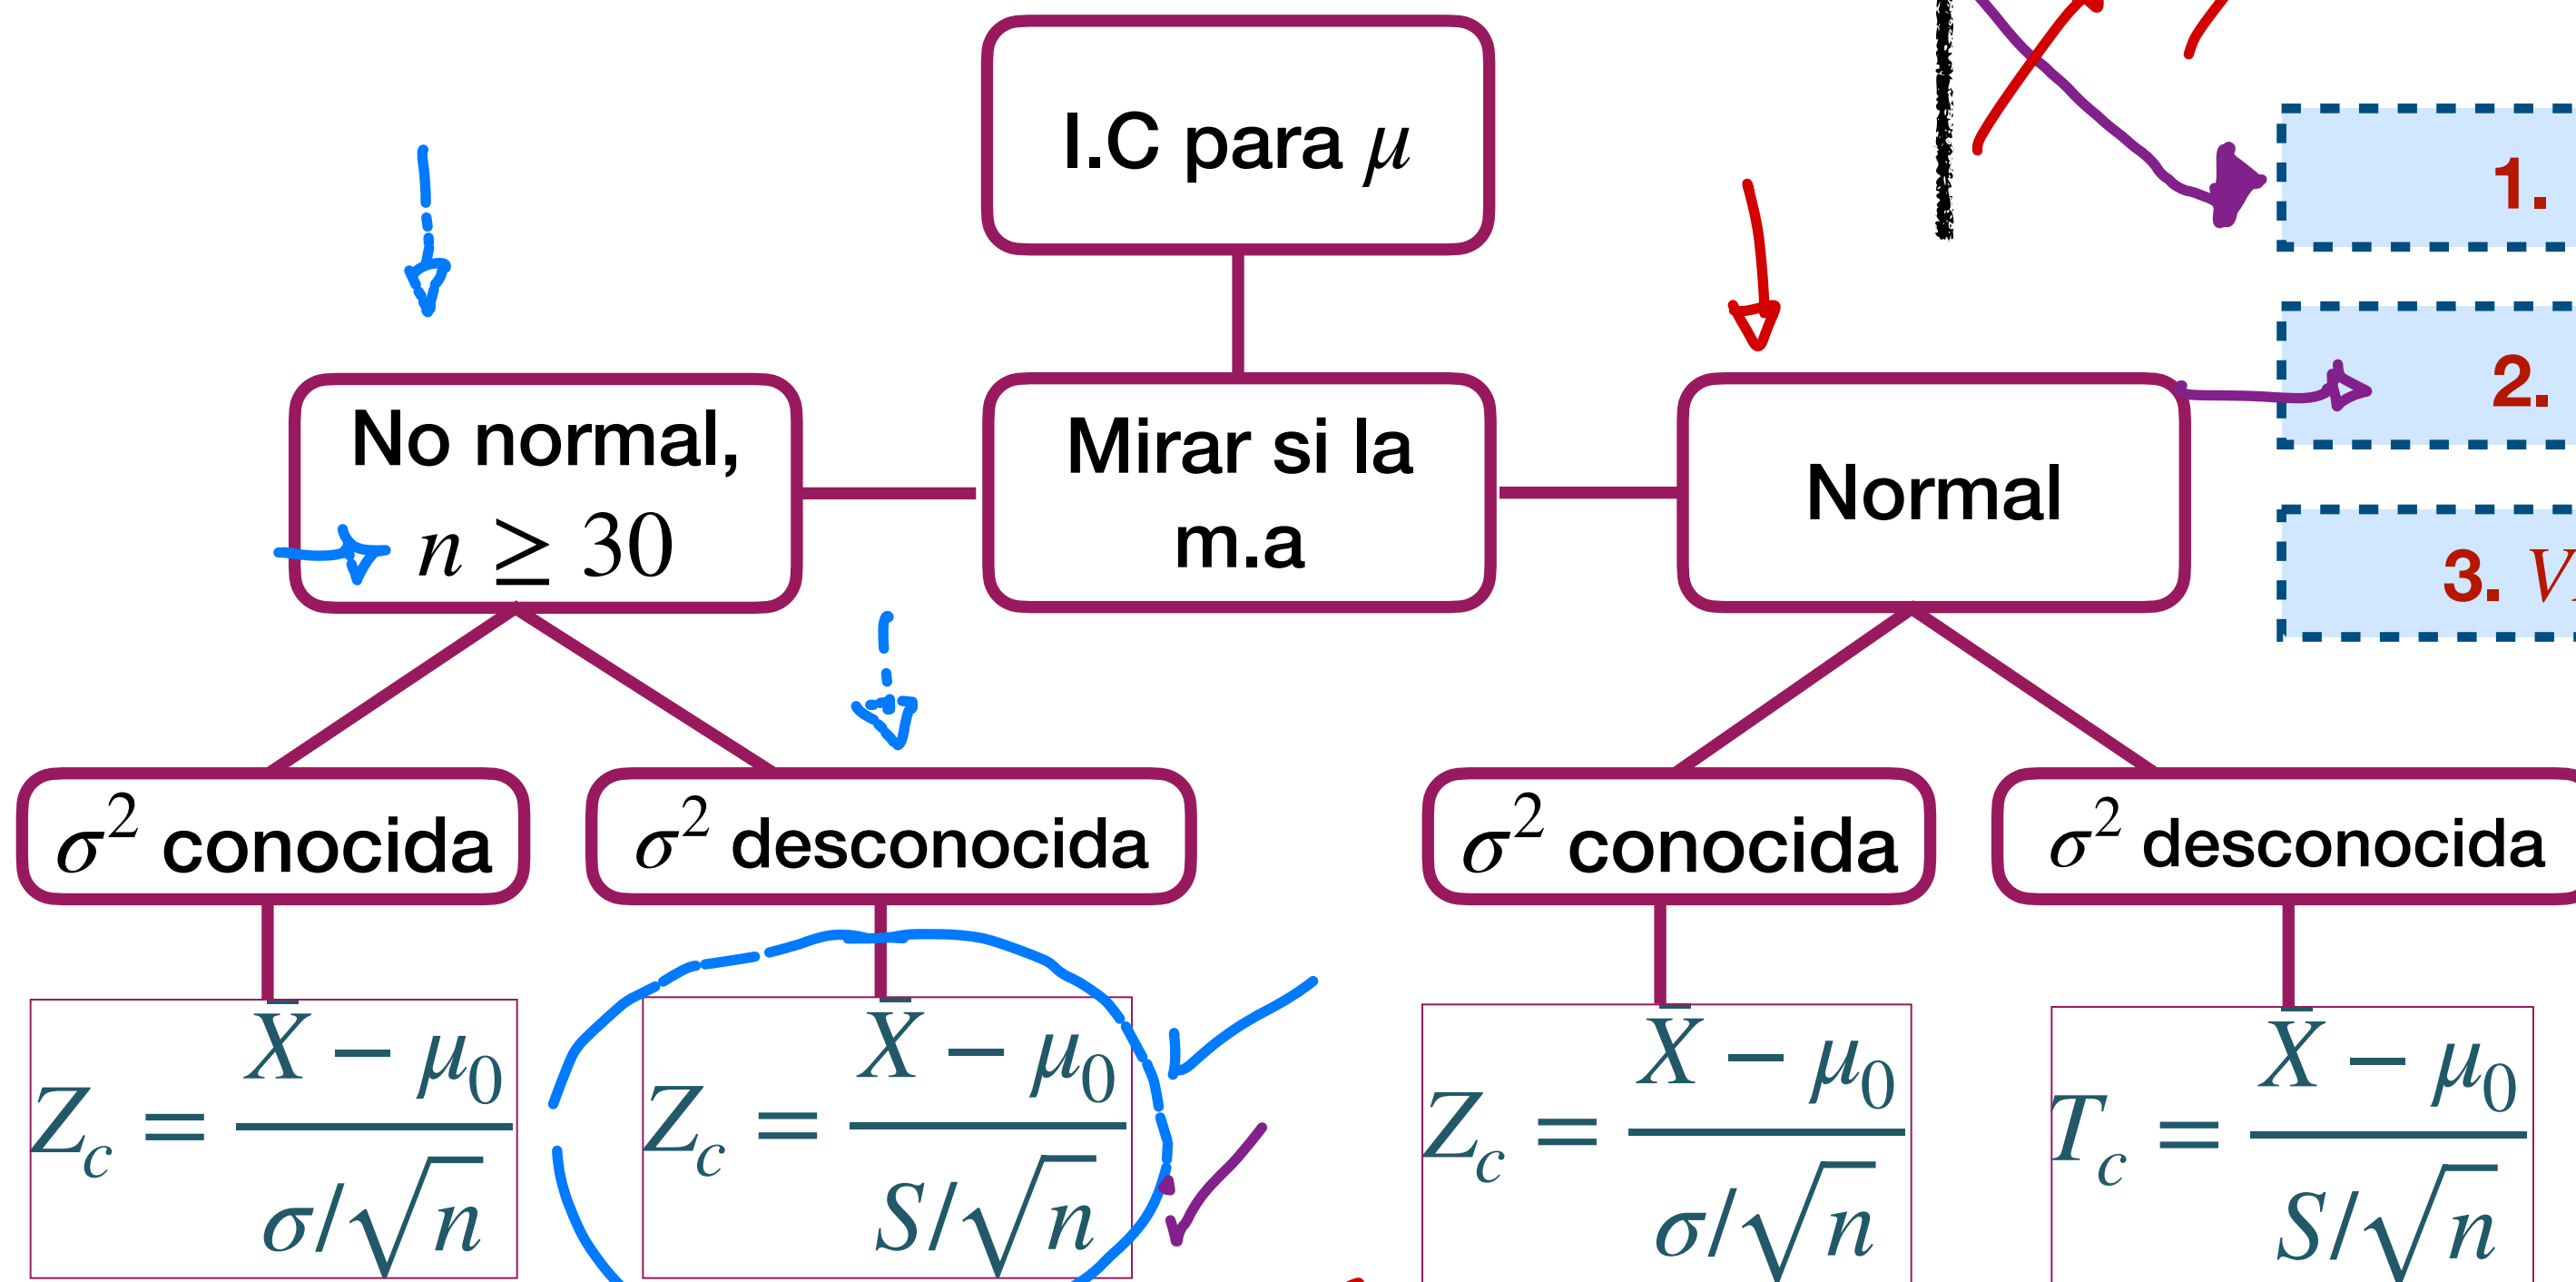 I.C para μ
1.
No normal,
n ≥ 30
Mirar si la
m.a
Normal
2.
3. V
σ² conocida
σ² desconocida
σ² conocida
σ² desconocida
Z_c = (X̄ − μ₀) / (σ/√n)
Z_c = (X̄ − μ₀) / (S/√n)
Z_c = (X̄ − μ₀) / (σ/√n)
T_c = (X̄ − μ₀) / (S/√n)